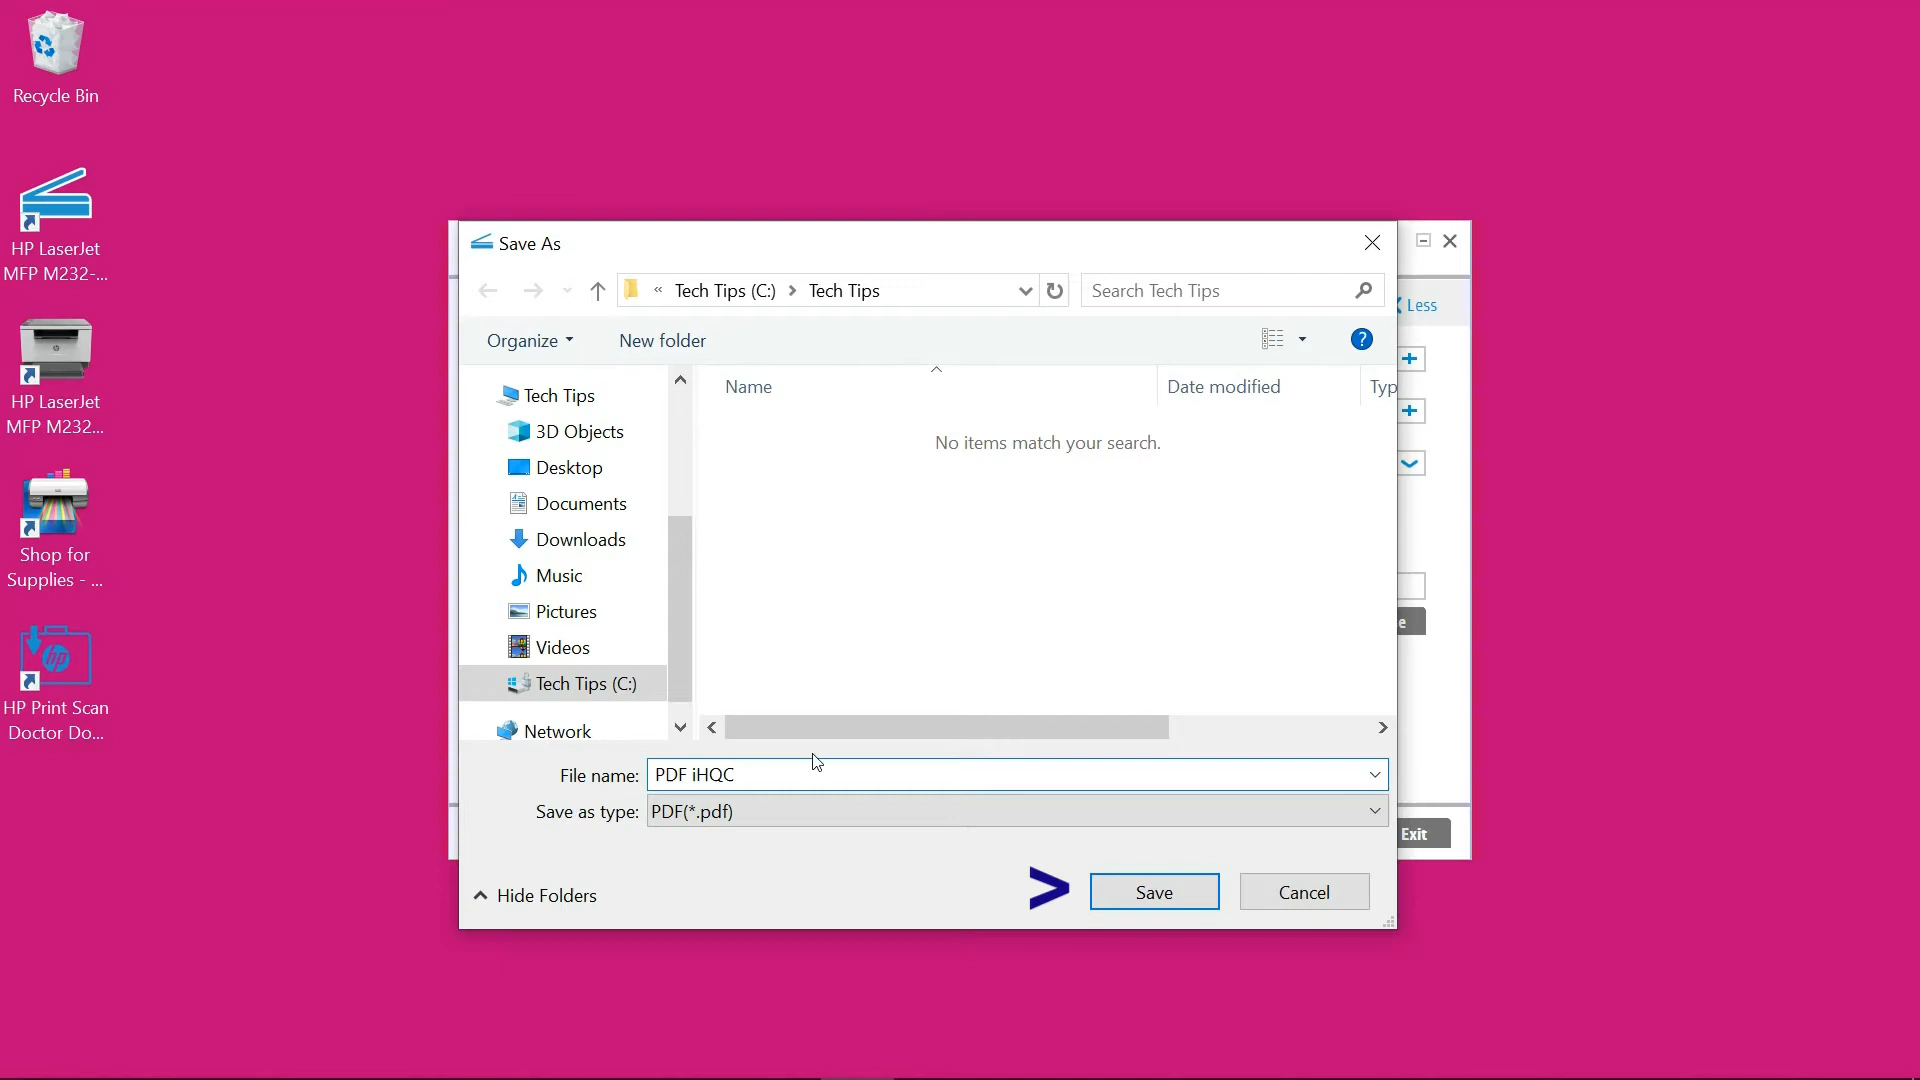 Recycle Bin
HP LaserJet
MFP M232-...
HP LaserJet
MFP M232...
Shop for
Supplies - ...
HP Print Scan
Doctor Do...
Save As
« Tech Tips (C:) > Tech Tips
Search Tech Tips
Less
Organize
New folder
?
Name
Date modified
Typ
No items match your search.
Tech Tips
3D Objects
Desktop
Documents
Downloads
Music
Pictures
Videos
Tech Tips (C:)
Network
e
File name: PDF iHQC
Save as type: PDF(*.pdf)
Exit
Hide Folders
>
Save
Cancel